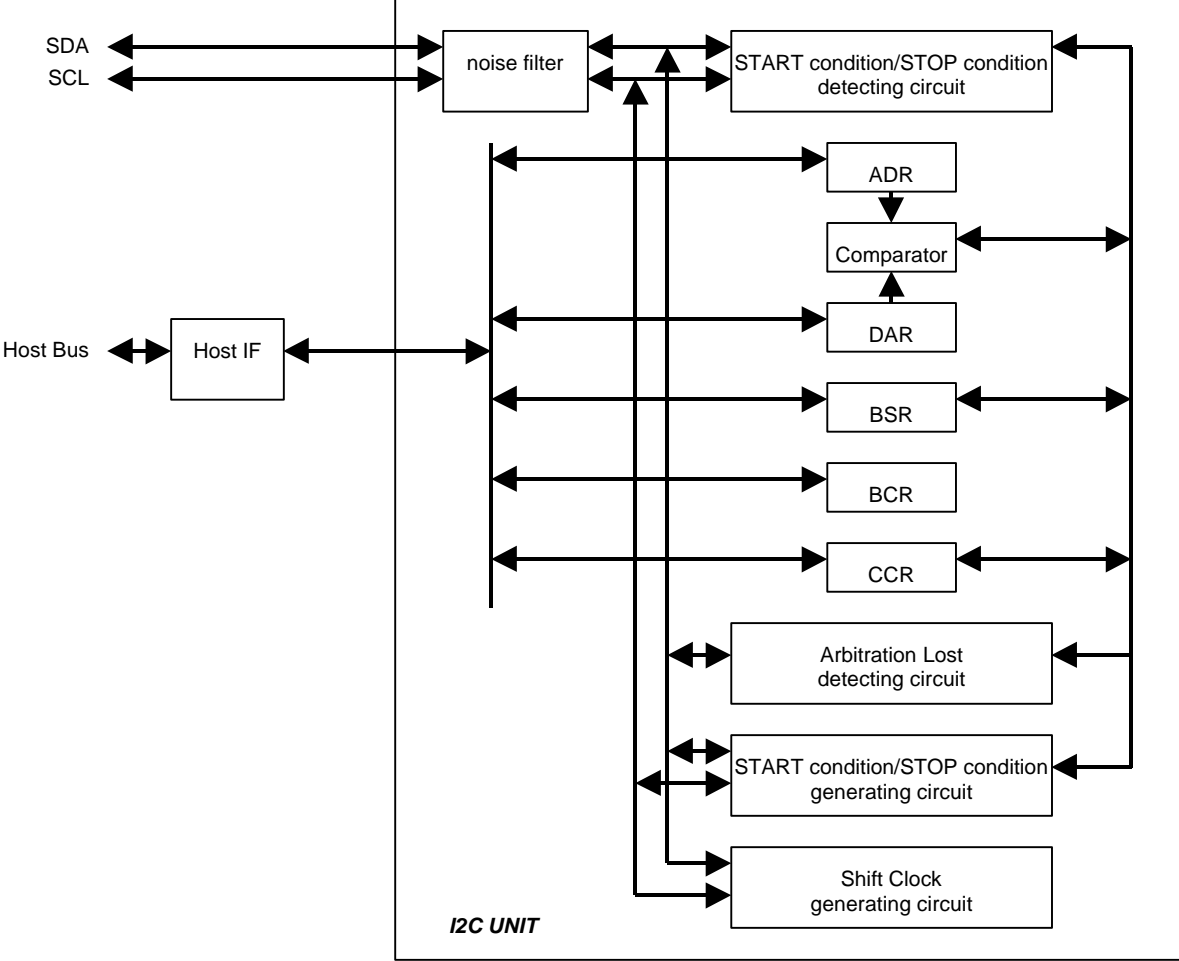 SDA
SCL
noise filter
START condition/STOP condition
detecting circuit
ADR
Comparator
DAR
Host Bus
Host IF
BSR
BCR
CCR
Arbitration Lost
detecting circuit
START condition/STOP condition
generating circuit
Shift Clock
generating circuit
I2C UNIT